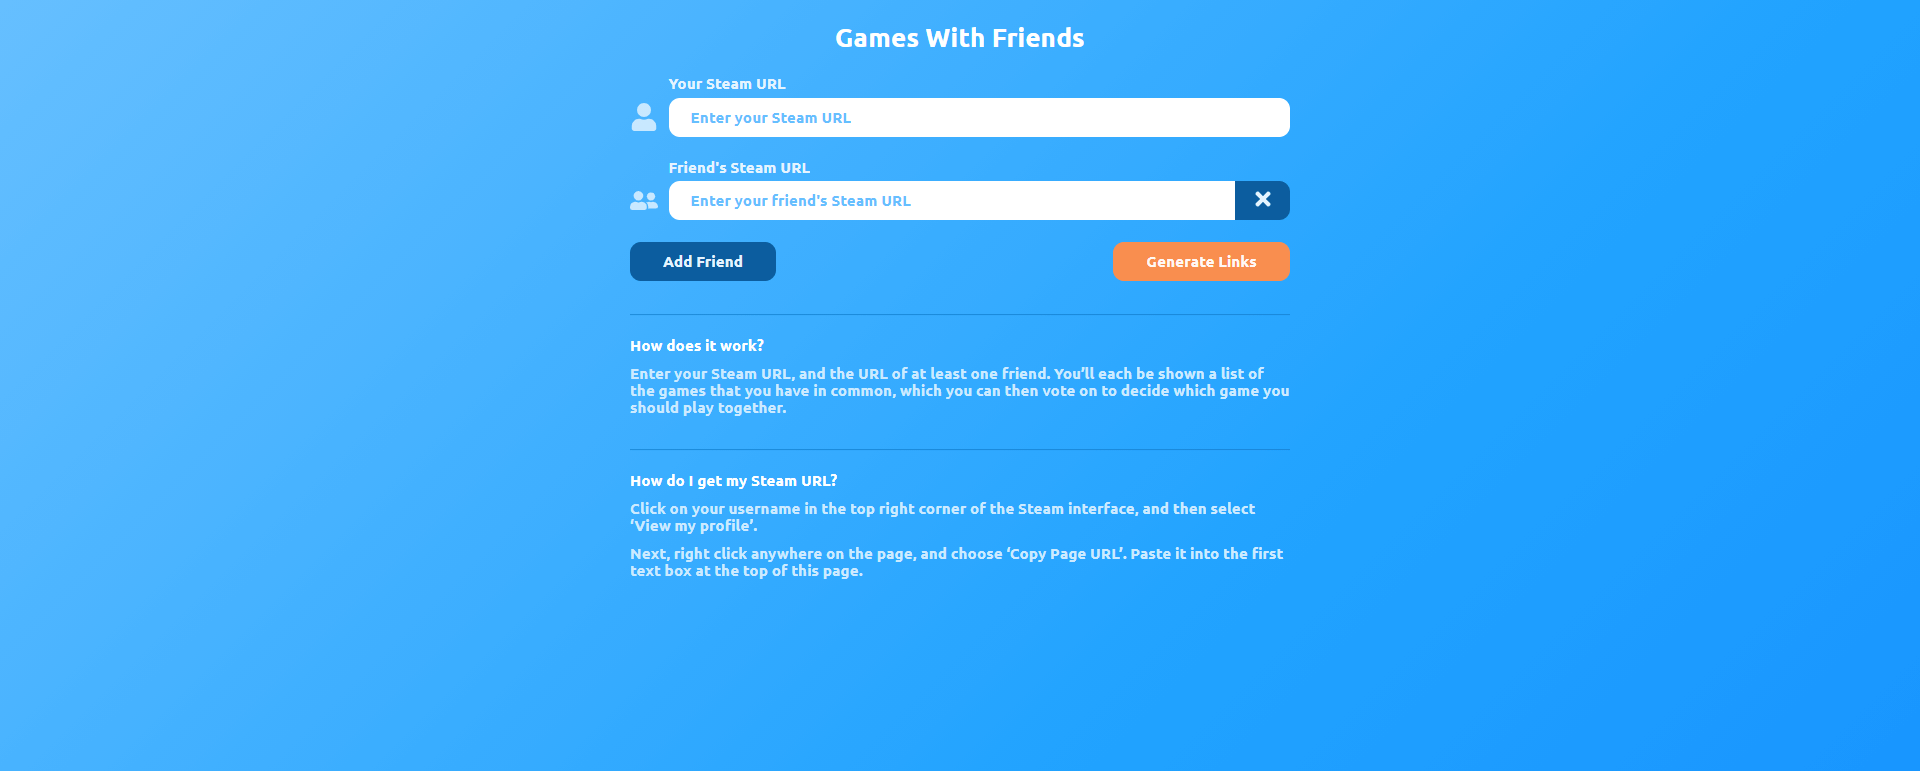 Games With Friends
Your Steam URL
Enter your Steam URL
Friend's Steam URL
Enter your friend's Steam URL
Add Friend
Generate Links
How does it work?
Enter your Steam URL, and the URL of at least one friend. You’ll each be shown a list of
the games that you have in common, which you can then vote on to decide which game you
should play together.
How do I get my Steam URL?
Click on your username in the top right corner of the Steam interface, and then select
‘View my profile’.
Next, right click anywhere on the page, and choose ‘Copy Page URL’. Paste it into the first
text box at the top of this page.